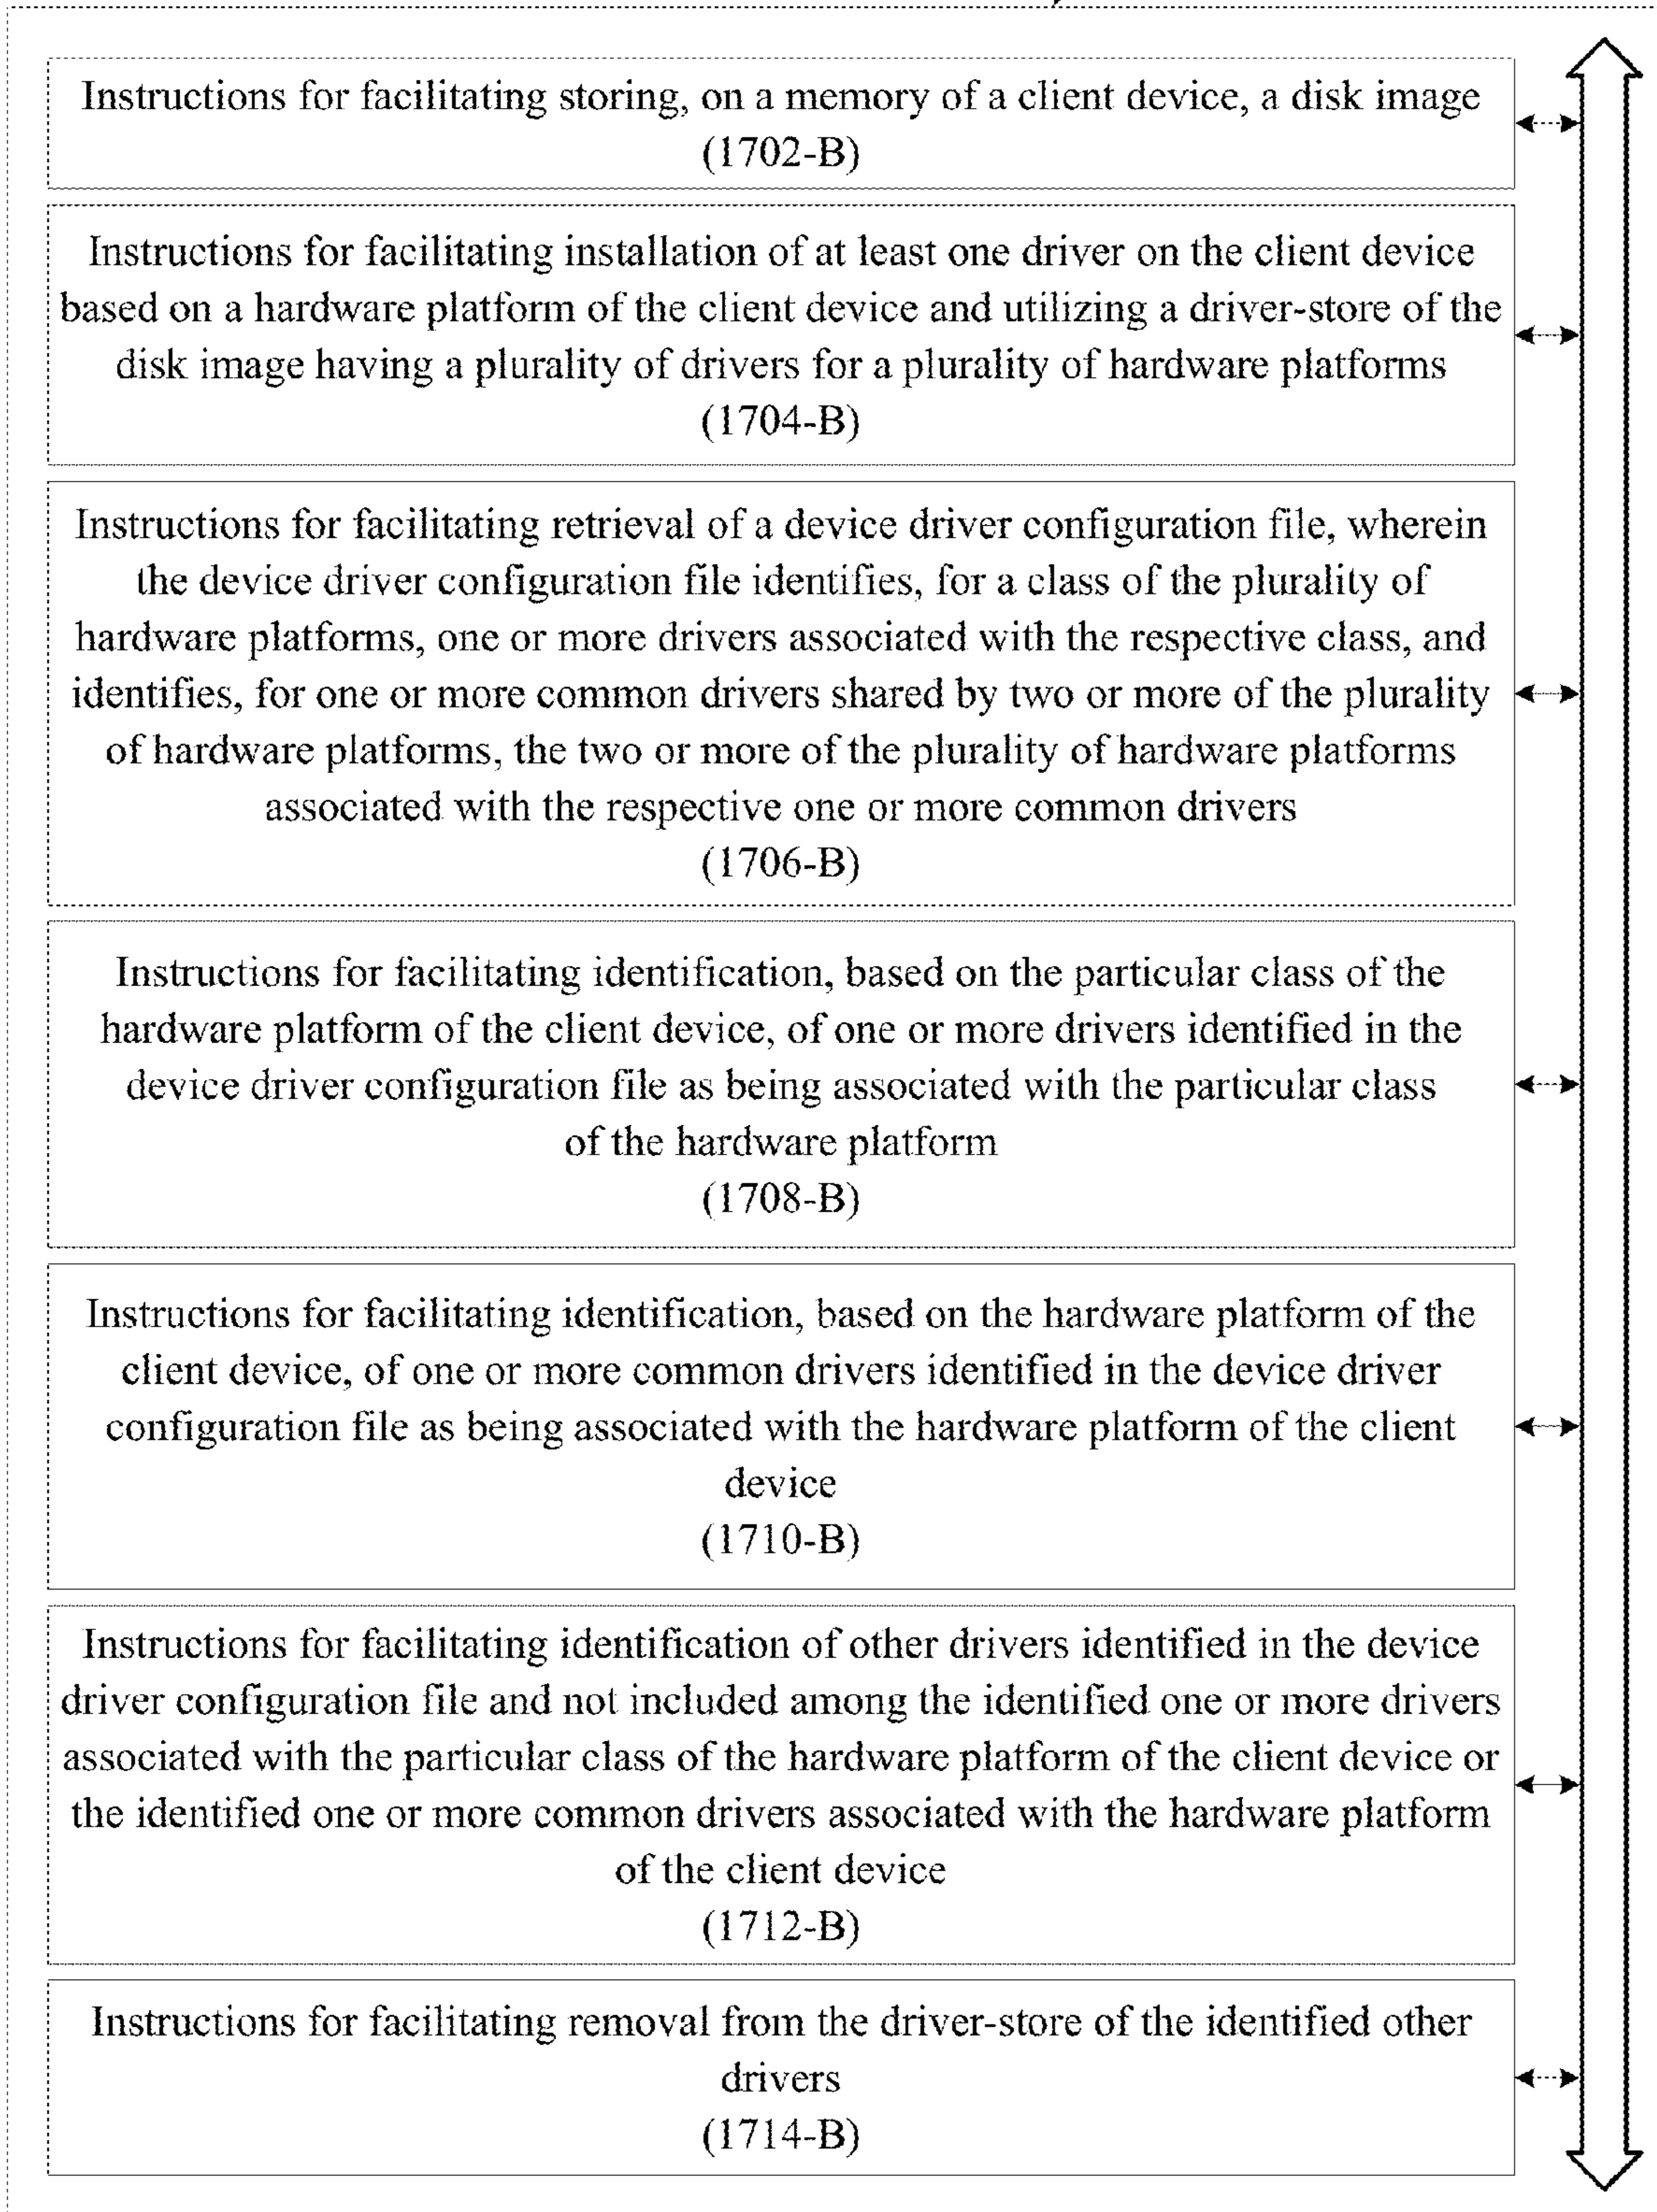 Instructions for facilitating storing, on a memory of a client device, a disk image
(1702-B)
Instructions for facilitating installation of at least one driver on the client device
based on a hardware platform of the client device and utilizing a driver-store of the
disk image having a plurality of drivers for a plurality of hardware platforms
(1704-B)
Instructions for facilitating retrieval of a device driver configuration file, wherein
the device driver configuration file identifies, for a class of the plurality of
hardware platforms, one or more drivers associated with the respective class, and
identifies, for one or more common drivers shared by two or more of the plurality
of hardware platforms, the two or more of the plurality of hardware platforms
associated with the respective one or more common drivers
(1706-B)
Instructions for facilitating identification, based on the particular class of the
hardware platform of the client device, of one or more drivers identified in the
device driver configuration file as being associated with the particular class
of the hardware platform
(1708-B)
Instructions for facilitating identification, based on the hardware platform of the
client device, of one or more common drivers identified in the device driver
configuration file as being associated with the hardware platform of the client
device
(1710-B)
Instructions for facilitating identification of other drivers identified in the device
driver configuration file and not included among the identified one or more drivers
associated with the particular class of the hardware platform of the client device or
the identified one or more common drivers associated with the hardware platform
of the client device
(1712-B)
Instructions for facilitating removal from the driver-store of the identified other
drivers
(1714-B)